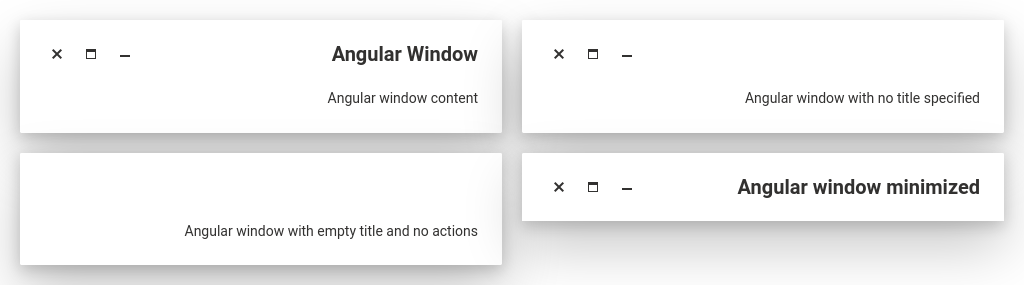 Angular Window
Angular window content
Angular window with no title specified
Angular window with empty title and no actions
Angular window minimized